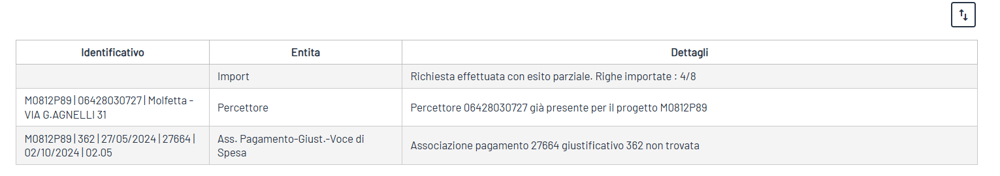 Identificativo Entita Dettagli
Import Richiesta effettuata con esito parziale. Righe importate : 4/8
M0812P89 | 06428030727 | Molfetta -
VIA G.AGNELLI 31
Percettore Percettore 06428030727 già presente per il progetto M0812P89
M0812P89 | 362 | 27/05/2024 | 27664 |
02/10/2024 | 02.05
Ass. Pagamento-Giust.-Voce di
Spesa
Associazione pagamento 27664 giustificativo 362 non trovata